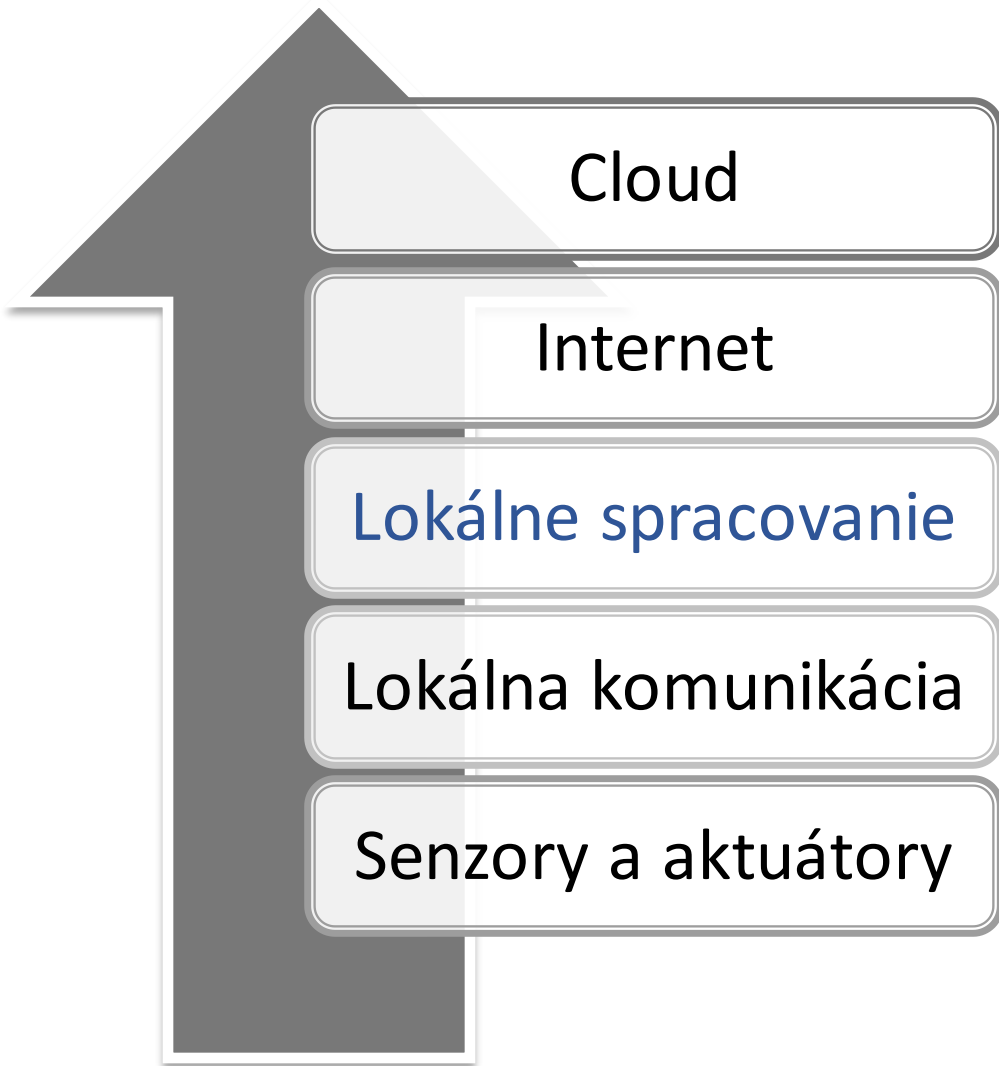 Cloud
Internet
Lokálne spracovanie
Lokálna komunikácia
Senzory a aktuátory